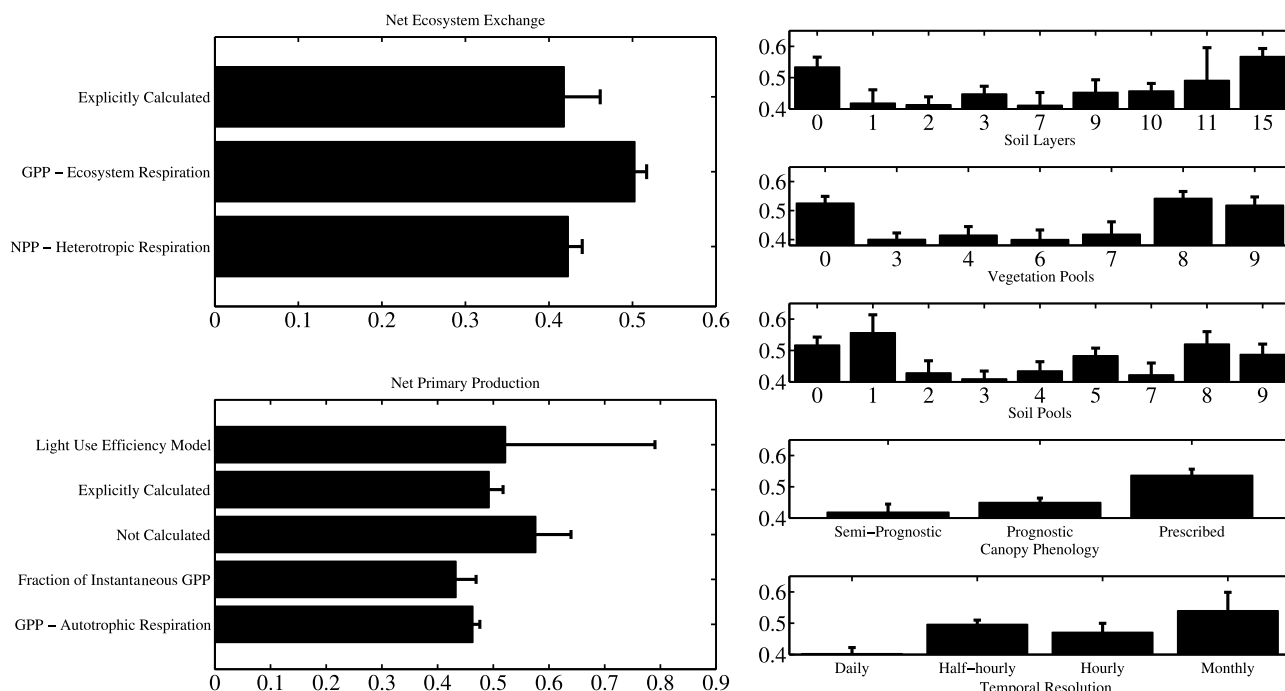 Net Ecosystem Exchange
Explicitly Calculated
GPP – Ecosystem Respiration
NPP – Heterotropic Respiration
0 0.1 0.2 0.3 0.4 0.5 0.6
Net Primary Production
Light Use Efficiency Model
Explicitly Calculated
Not Calculated
Fraction of Instantaneous GPP
GPP – Autotrophic Respiration
0 0.1 0.2 0.3 0.4 0.5 0.6 0.7 0.8 0.9
0.6
0.5
0.4
0 1 2 3 7 9 10 11 15
Soil Layers
0.6
0.5
0.4
0 3 4 6 7 8 9
Vegetation Pools
0.6
0.5
0.4
0 1 2 3 4 5 7 8 9
Soil Pools
0.6
0.5
0.4
Semi–Prognostic Prognostic Prescribed
Canopy Phenology
0.6
0.5
0.4
Daily Half–hourly Hourly Monthly
Temporal Resolution